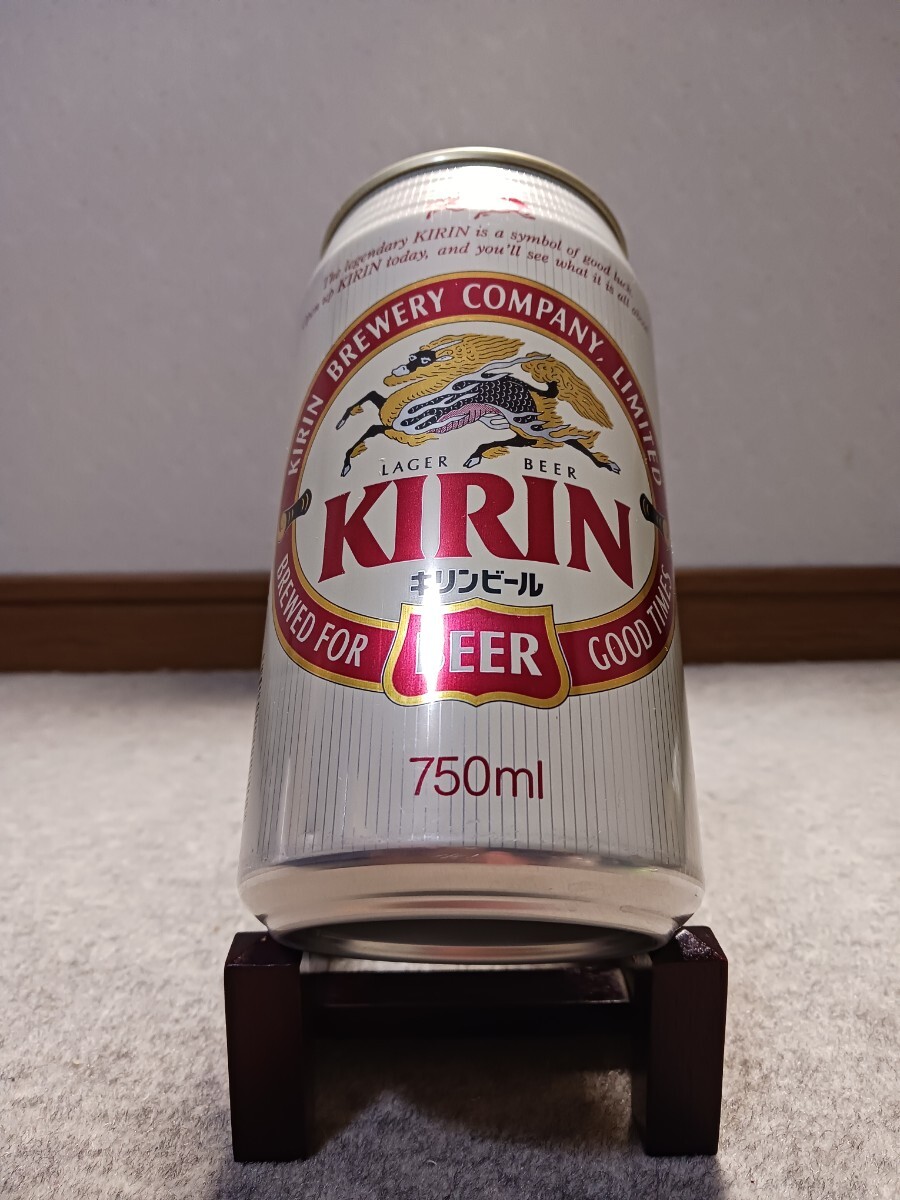 The legendary KIRIN is a symbol of good luck.
up KIRIN today, and you'll see what it is all
KIRIN BREWERY COMPANY, LIMITED
LAGER BEER
KIRIN
キリンビール
BREWED FOR GOOD TIMES
BEER
750ml